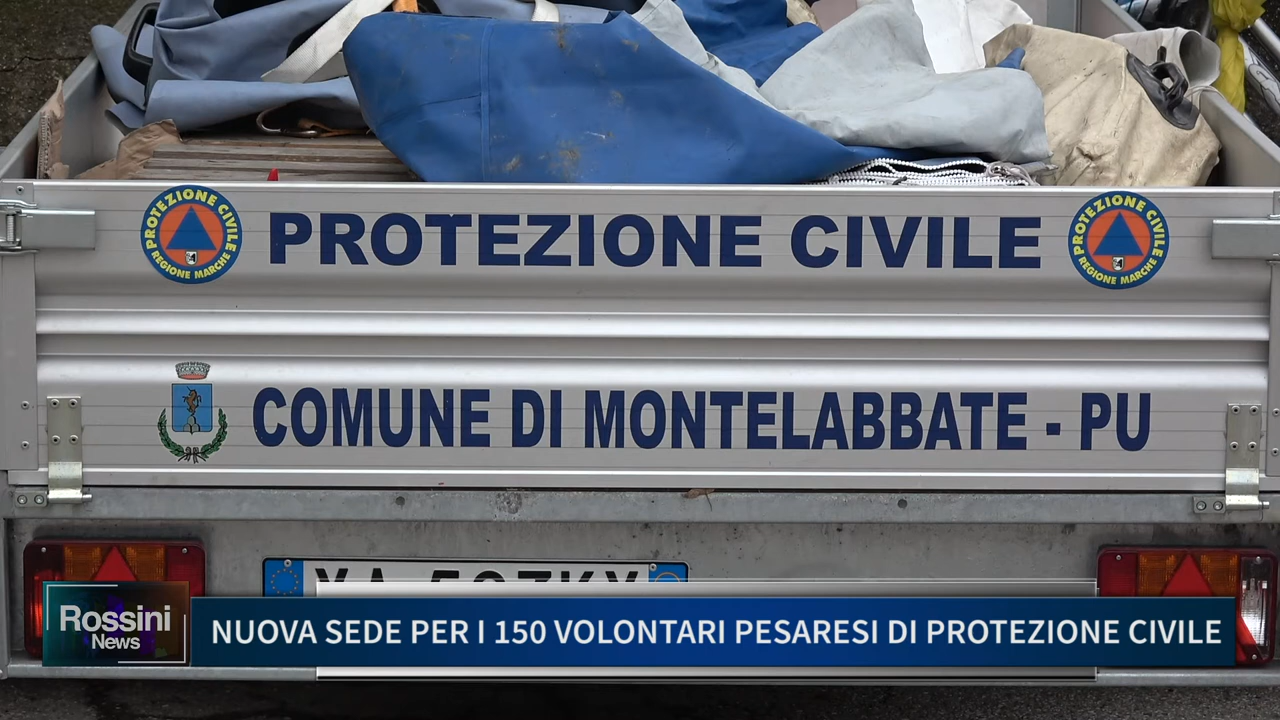 PROTEZIONE CIVILE
REGIONE MARCHE
PROTEZIONE CIVILE
PROTEZIONE CIVILE
REGIONE MARCHE
COMUNE DI MONTELABBATE - PU
Rossini
News
NUOVA SEDE PER I 150 VOLONTARI PESARESI DI PROTEZIONE CIVILE